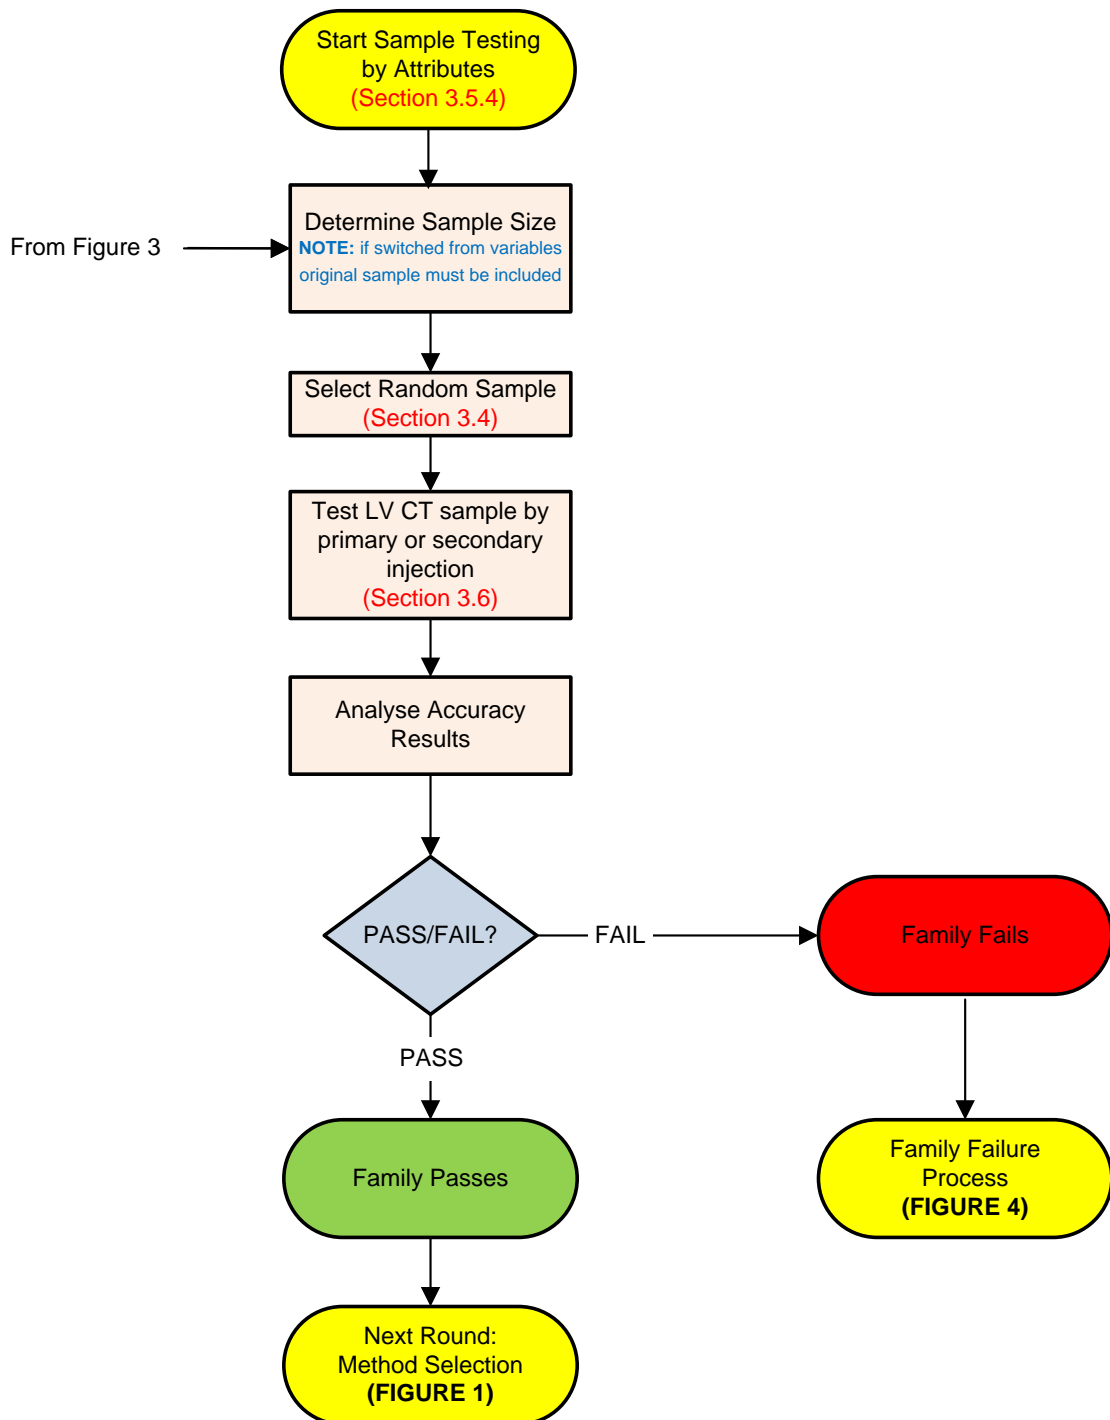 Start Sample Testing
by Attributes
(Section 3.5.4)
From Figure 3
Determine Sample Size
NOTE: if switched from variables
original sample must be included
Select Random Sample
(Section 3.4)
Test LV CT sample by
primary or secondary
injection
(Section 3.6)
Analyse Accuracy
Results
PASS/FAIL?
FAIL
Family Fails
PASS
Family Passes
Family Failure
Process
(FIGURE 4)
Next Round:
Method Selection
(FIGURE 1)